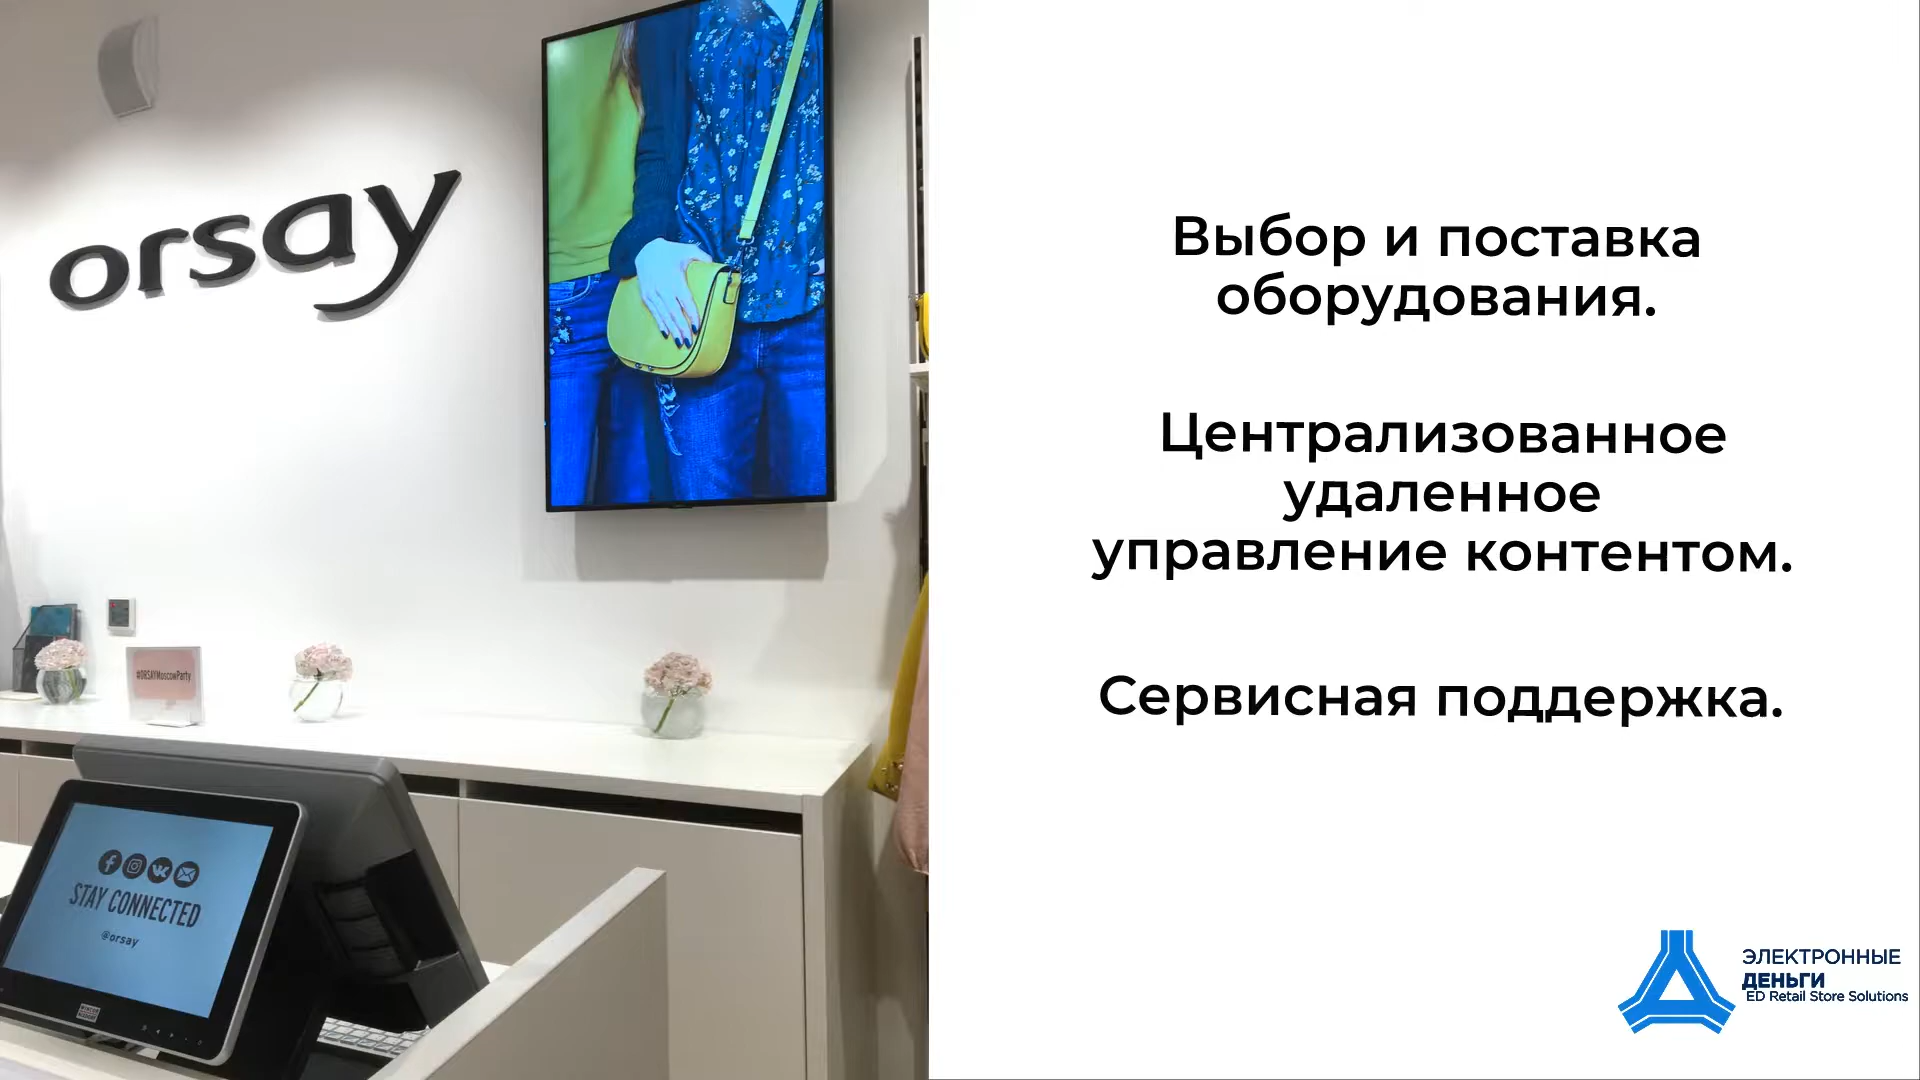 orsay
#ORSAYMoscowParty
STAY CONNECTED
@orsay
Выбор и поставка
оборудования.
Централизованное
удаленное
управление контентом.
Сервисная поддержка.
ЭЛЕКТРОННЫЕ
ДЕНЬГИ
ED Retail Store Solutions